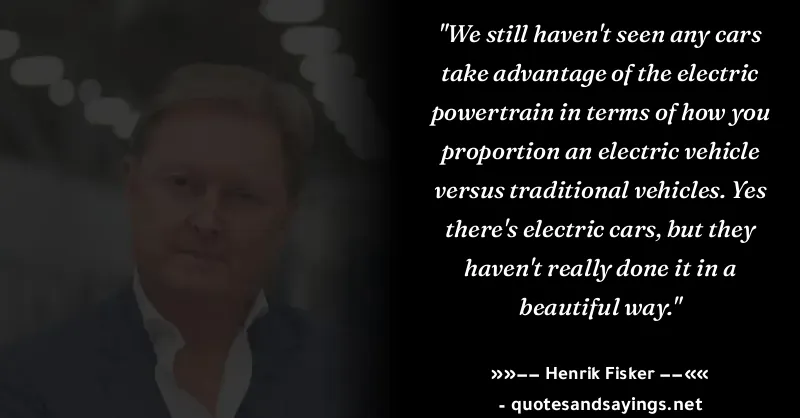 "We still haven't seen any cars
take advantage of the electric
powertrain in terms of how you
proportion an electric vehicle
versus traditional vehicles. Yes
there's electric cars, but they
haven't really done it in a
beautiful way."
»»−− Henrik Fisker −−««
- quotesandsayings.net